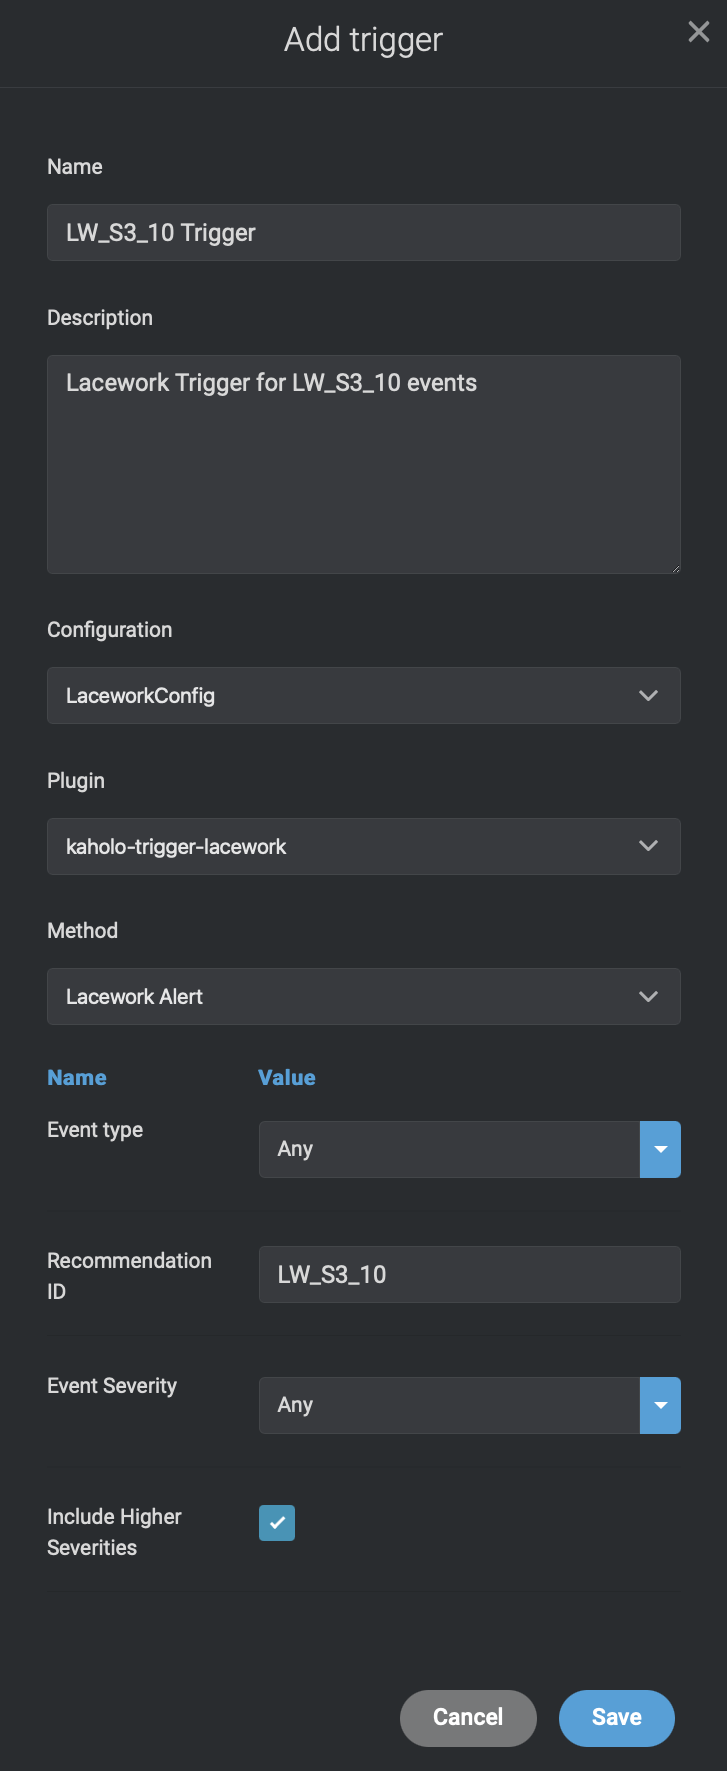 Add trigger
Name
LW_S3_10 Trigger
Description
Lacework Trigger for LW_S3_10 events
Configuration
LaceworkConfig
Plugin
kaholo-trigger-lacework
Method
Lacework Alert
Name Value
Event type Any
Recommendation
ID
LW_S3_10
Event Severity Any
Include Higher
Severities
Cancel Save